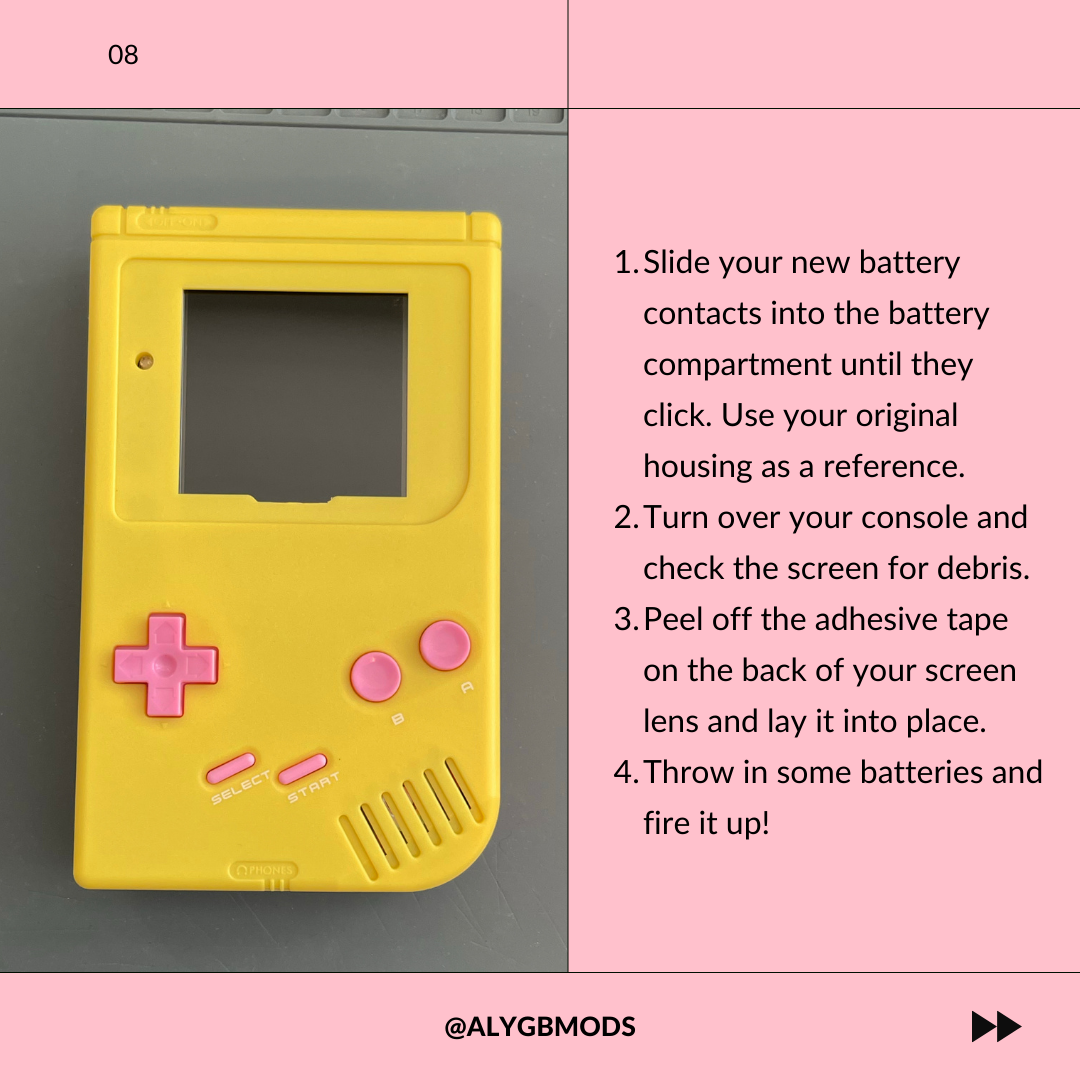 08
1. Slide your new battery
contacts into the battery
compartment until they
click. Use your original
housing as a reference.
2. Turn over your console and
check the screen for debris.
3. Peel off the adhesive tape
on the back of your screen
lens and lay it into place.
4. Throw in some batteries and
fire it up!
A
B
SELECT
START
PHONES
@ALYGBMODS